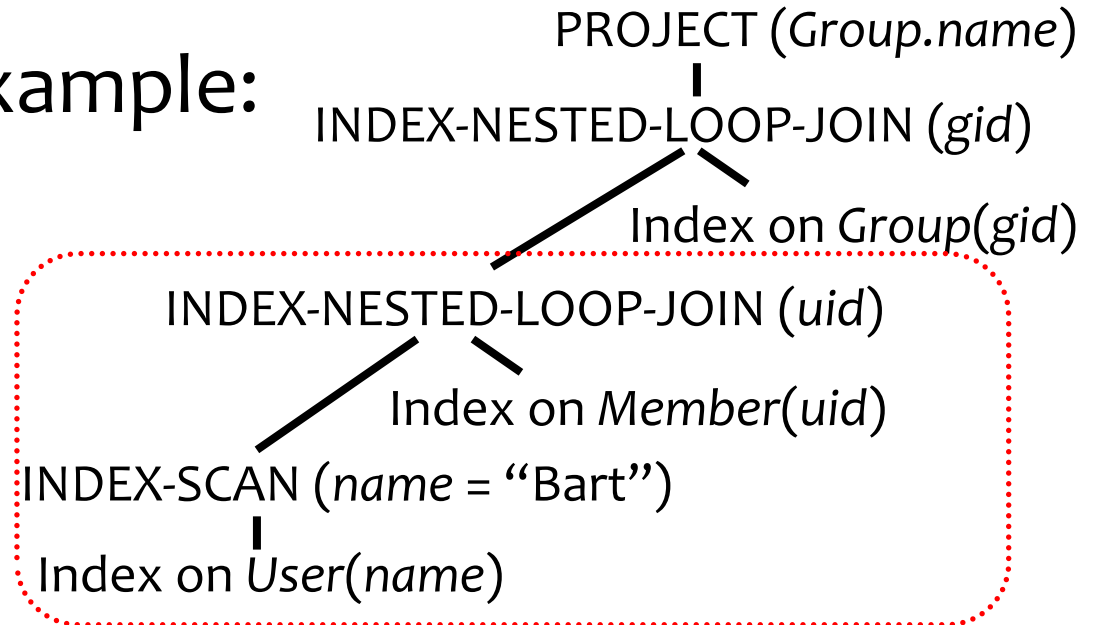 PROJECT (Group.name)
xample:
INDEX-NESTED-LOOP-JOIN (gid)
Index on Group(gid)
INDEX-NESTED-LOOP-JOIN (uid)
Index on Member(uid)
INDEX-SCAN (name = “Bart”)
Index on User(name)